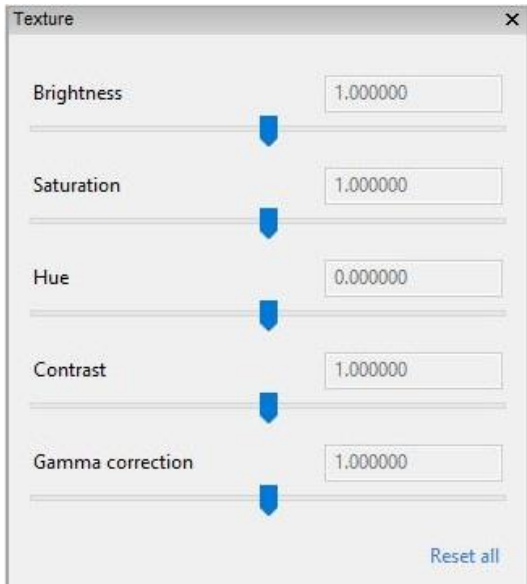 Texture
Brightness 1.000000
Saturation 1.000000
Hue 0.000000
Contrast 1.000000
Gamma correction 1.000000
Reset all